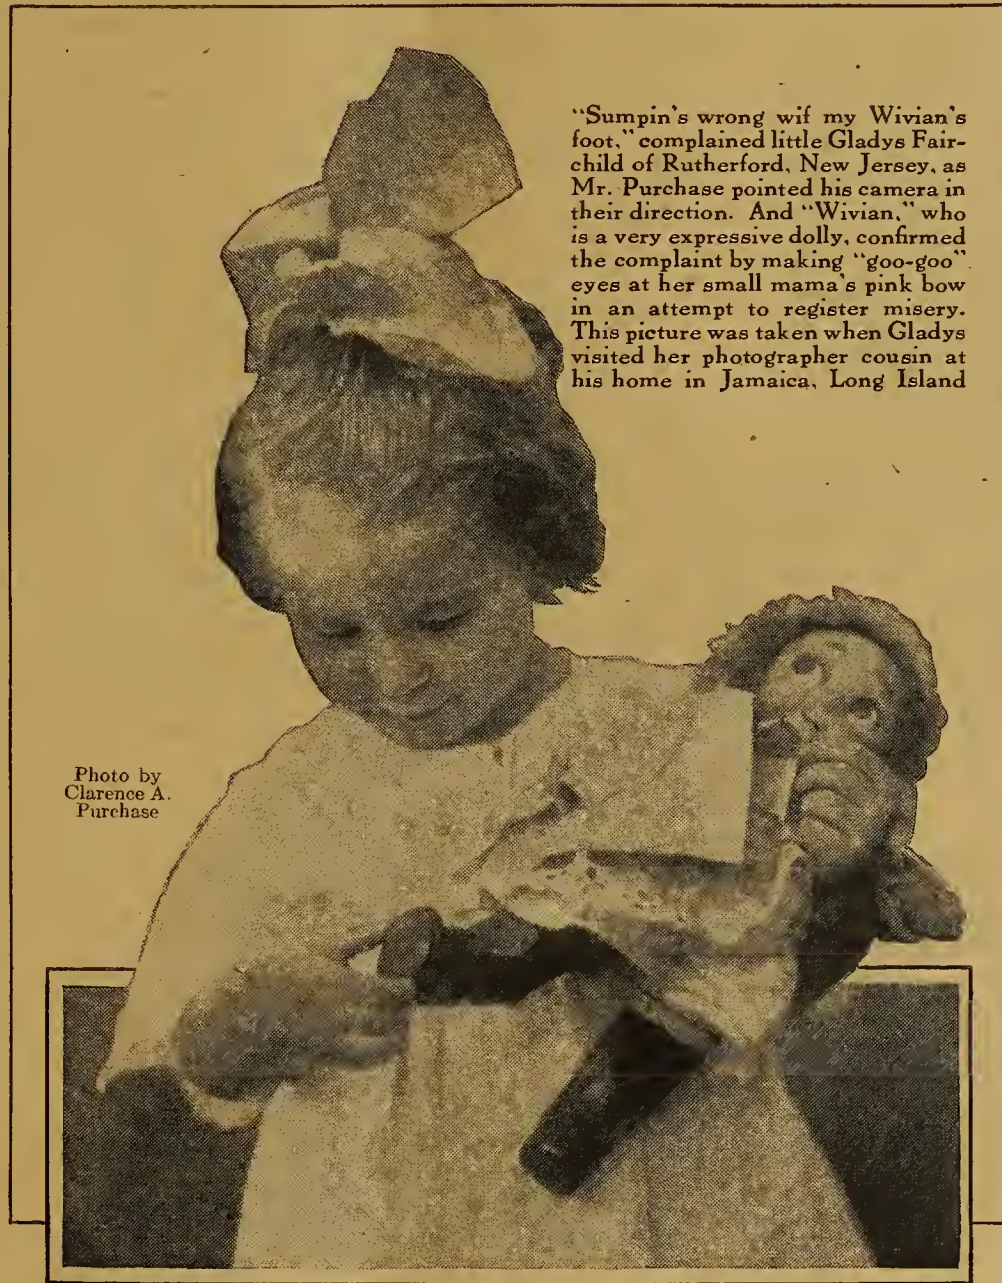 “Sumpin's wrong wif my Wivian's
foot,” complained little Gladys Fair-
child of Rutherford, New Jersey, as
Mr. Purchase pointed his camera in
their direction. And “Wivian,” who
is a very expressive dolly, confirmed
the complaint by making “goo-goo”
eyes at her small mama's pink bow
in an attempt to register misery.
This picture was taken when Gladys
visited her photographer cousin at
his home in Jamaica, Long Island
Photo by
Clarence A.
Purchase